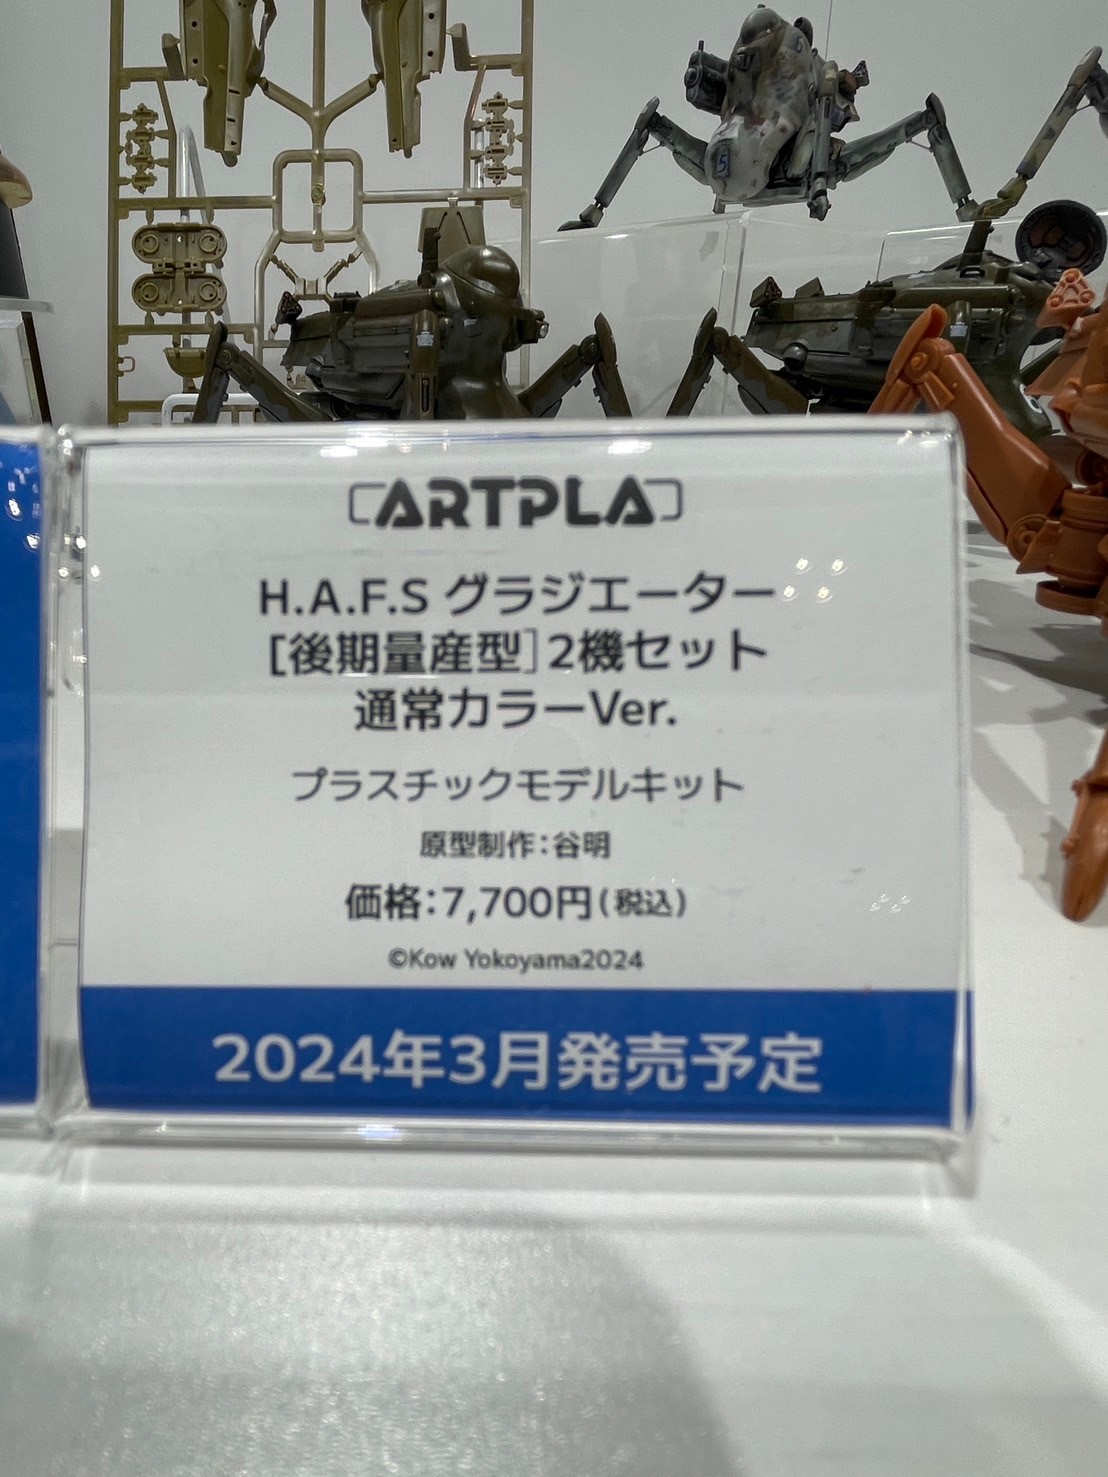 ARTPLA
H.A.F.S グラジエーター
[後期量産型]2機セット
通常カラーVer.
プラスチックモデルキット
原型制作:谷明
価格:7,700円(税込)
©Kow Yokoyama2024
2024年3月発売予定
5